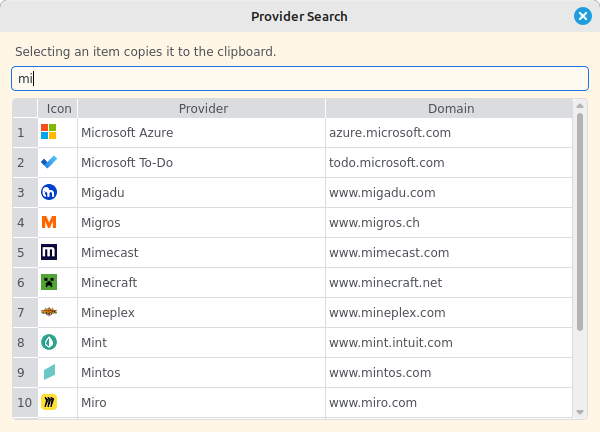 Provider Search
Selecting an item copies it to the clipboard.
mi
Icon Provider Domain
1 Microsoft Azure azure.microsoft.com
2 Microsoft To-Do todo.microsoft.com
3 Migadu www.migadu.com
4 Migros www.migros.ch
5 Mimecast www.mimecast.com
6 Minecraft www.minecraft.net
7 Mineplex www.mineplex.com
8 Mint www.mint.intuit.com
9 Mintos www.mintos.com
10 Miro www.miro.com